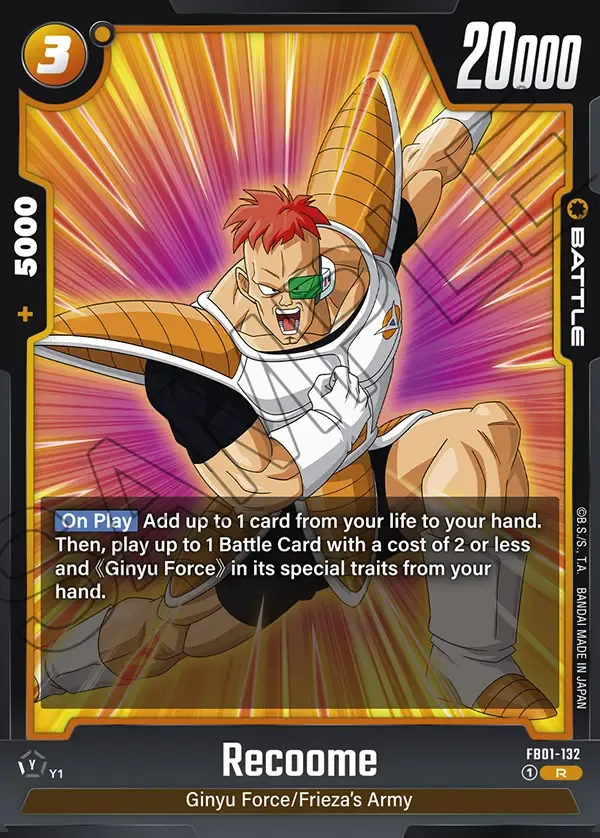 3
20000
+ 5000
BATTLE
SAMPLE
On Play Add up to 1 card from your life to your hand.
Then, play up to 1 Battle Card with a cost of 2 or less
and 《Ginyu Force》 in its special traits from your
hand.
©B.S./S., T.A. BANDAI MADE IN JAPAN
Y
Y1
Recoome
FB01-132
1 R
Ginyu Force/Frieza's Army